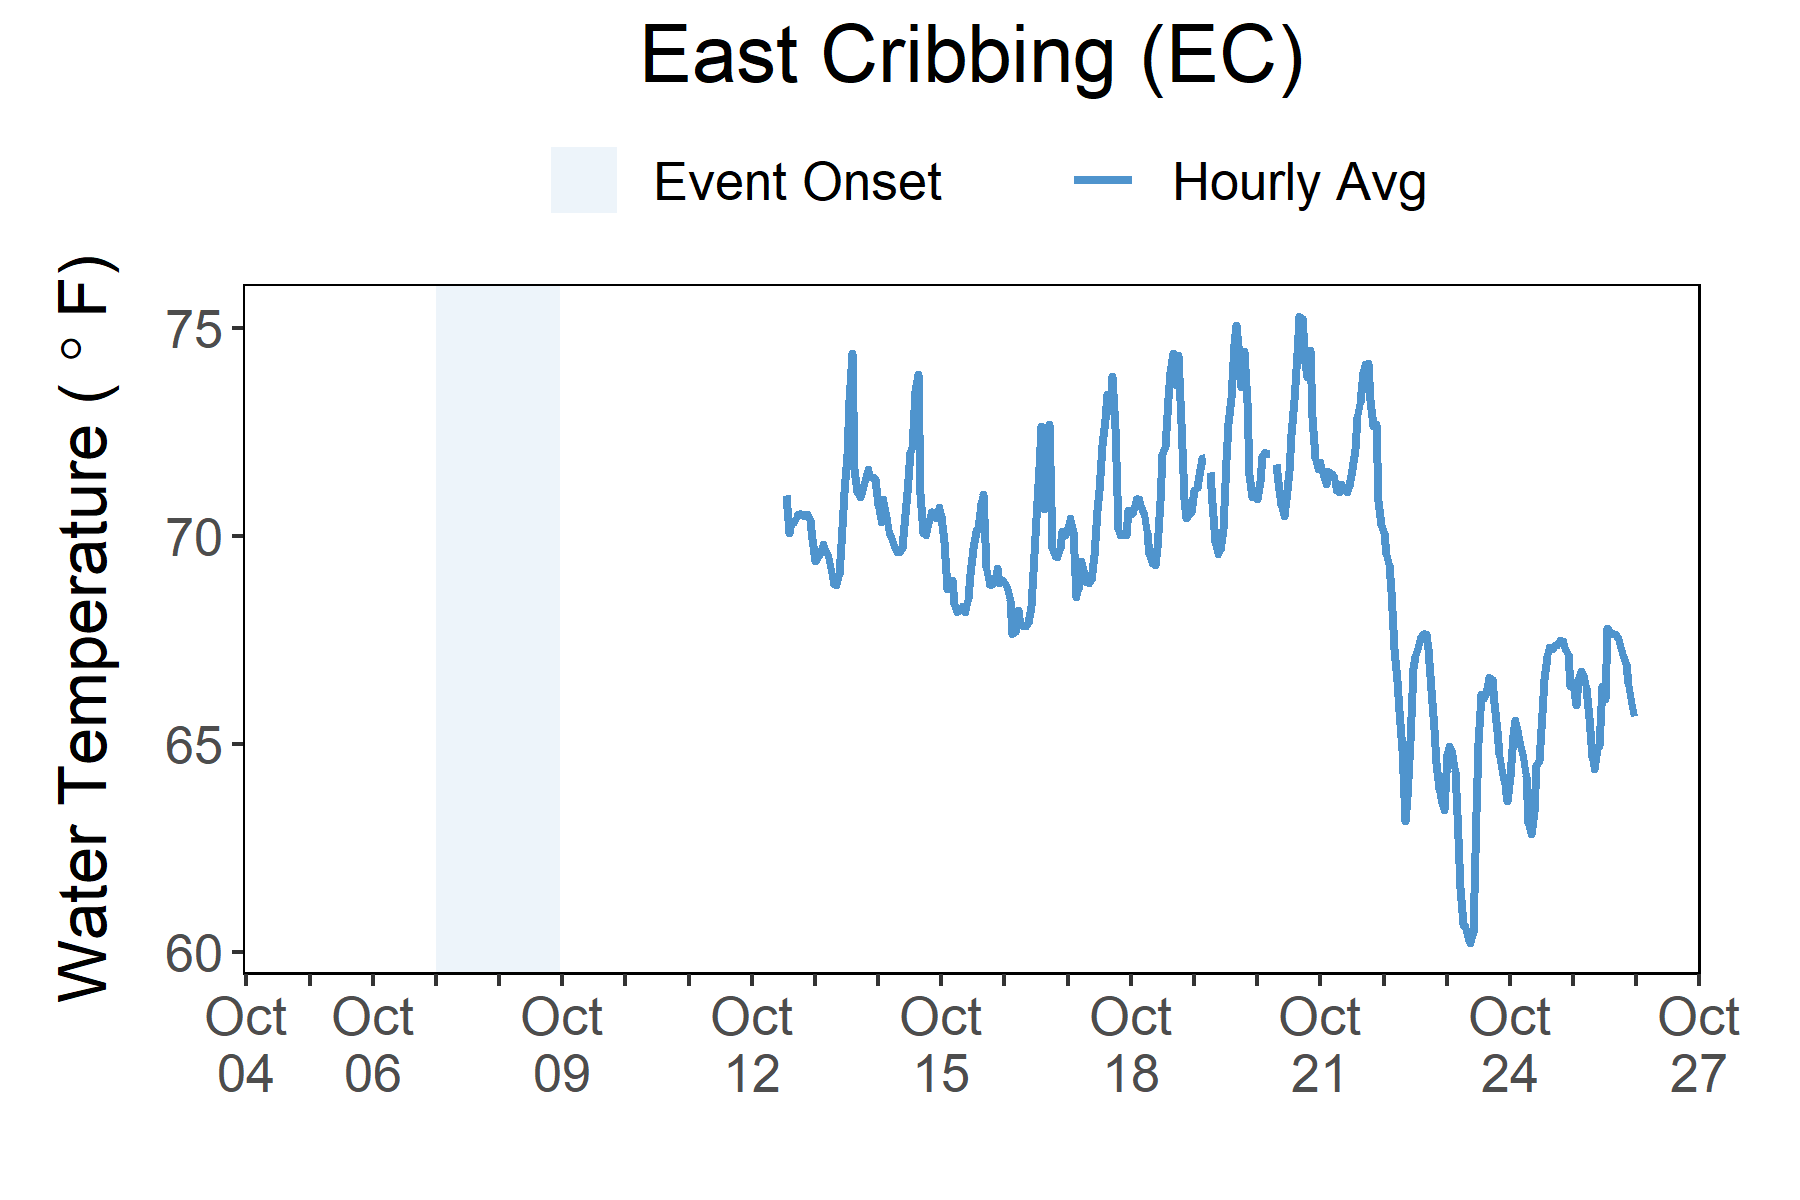 East Cribbing (EC)
Event Onset Hourly Avg
Water Temperature ( ° F)
75
70
65
60
Oct Oct Oct Oct Oct Oct Oct Oct Oct
04 06 09 12 15 18 21 24 27